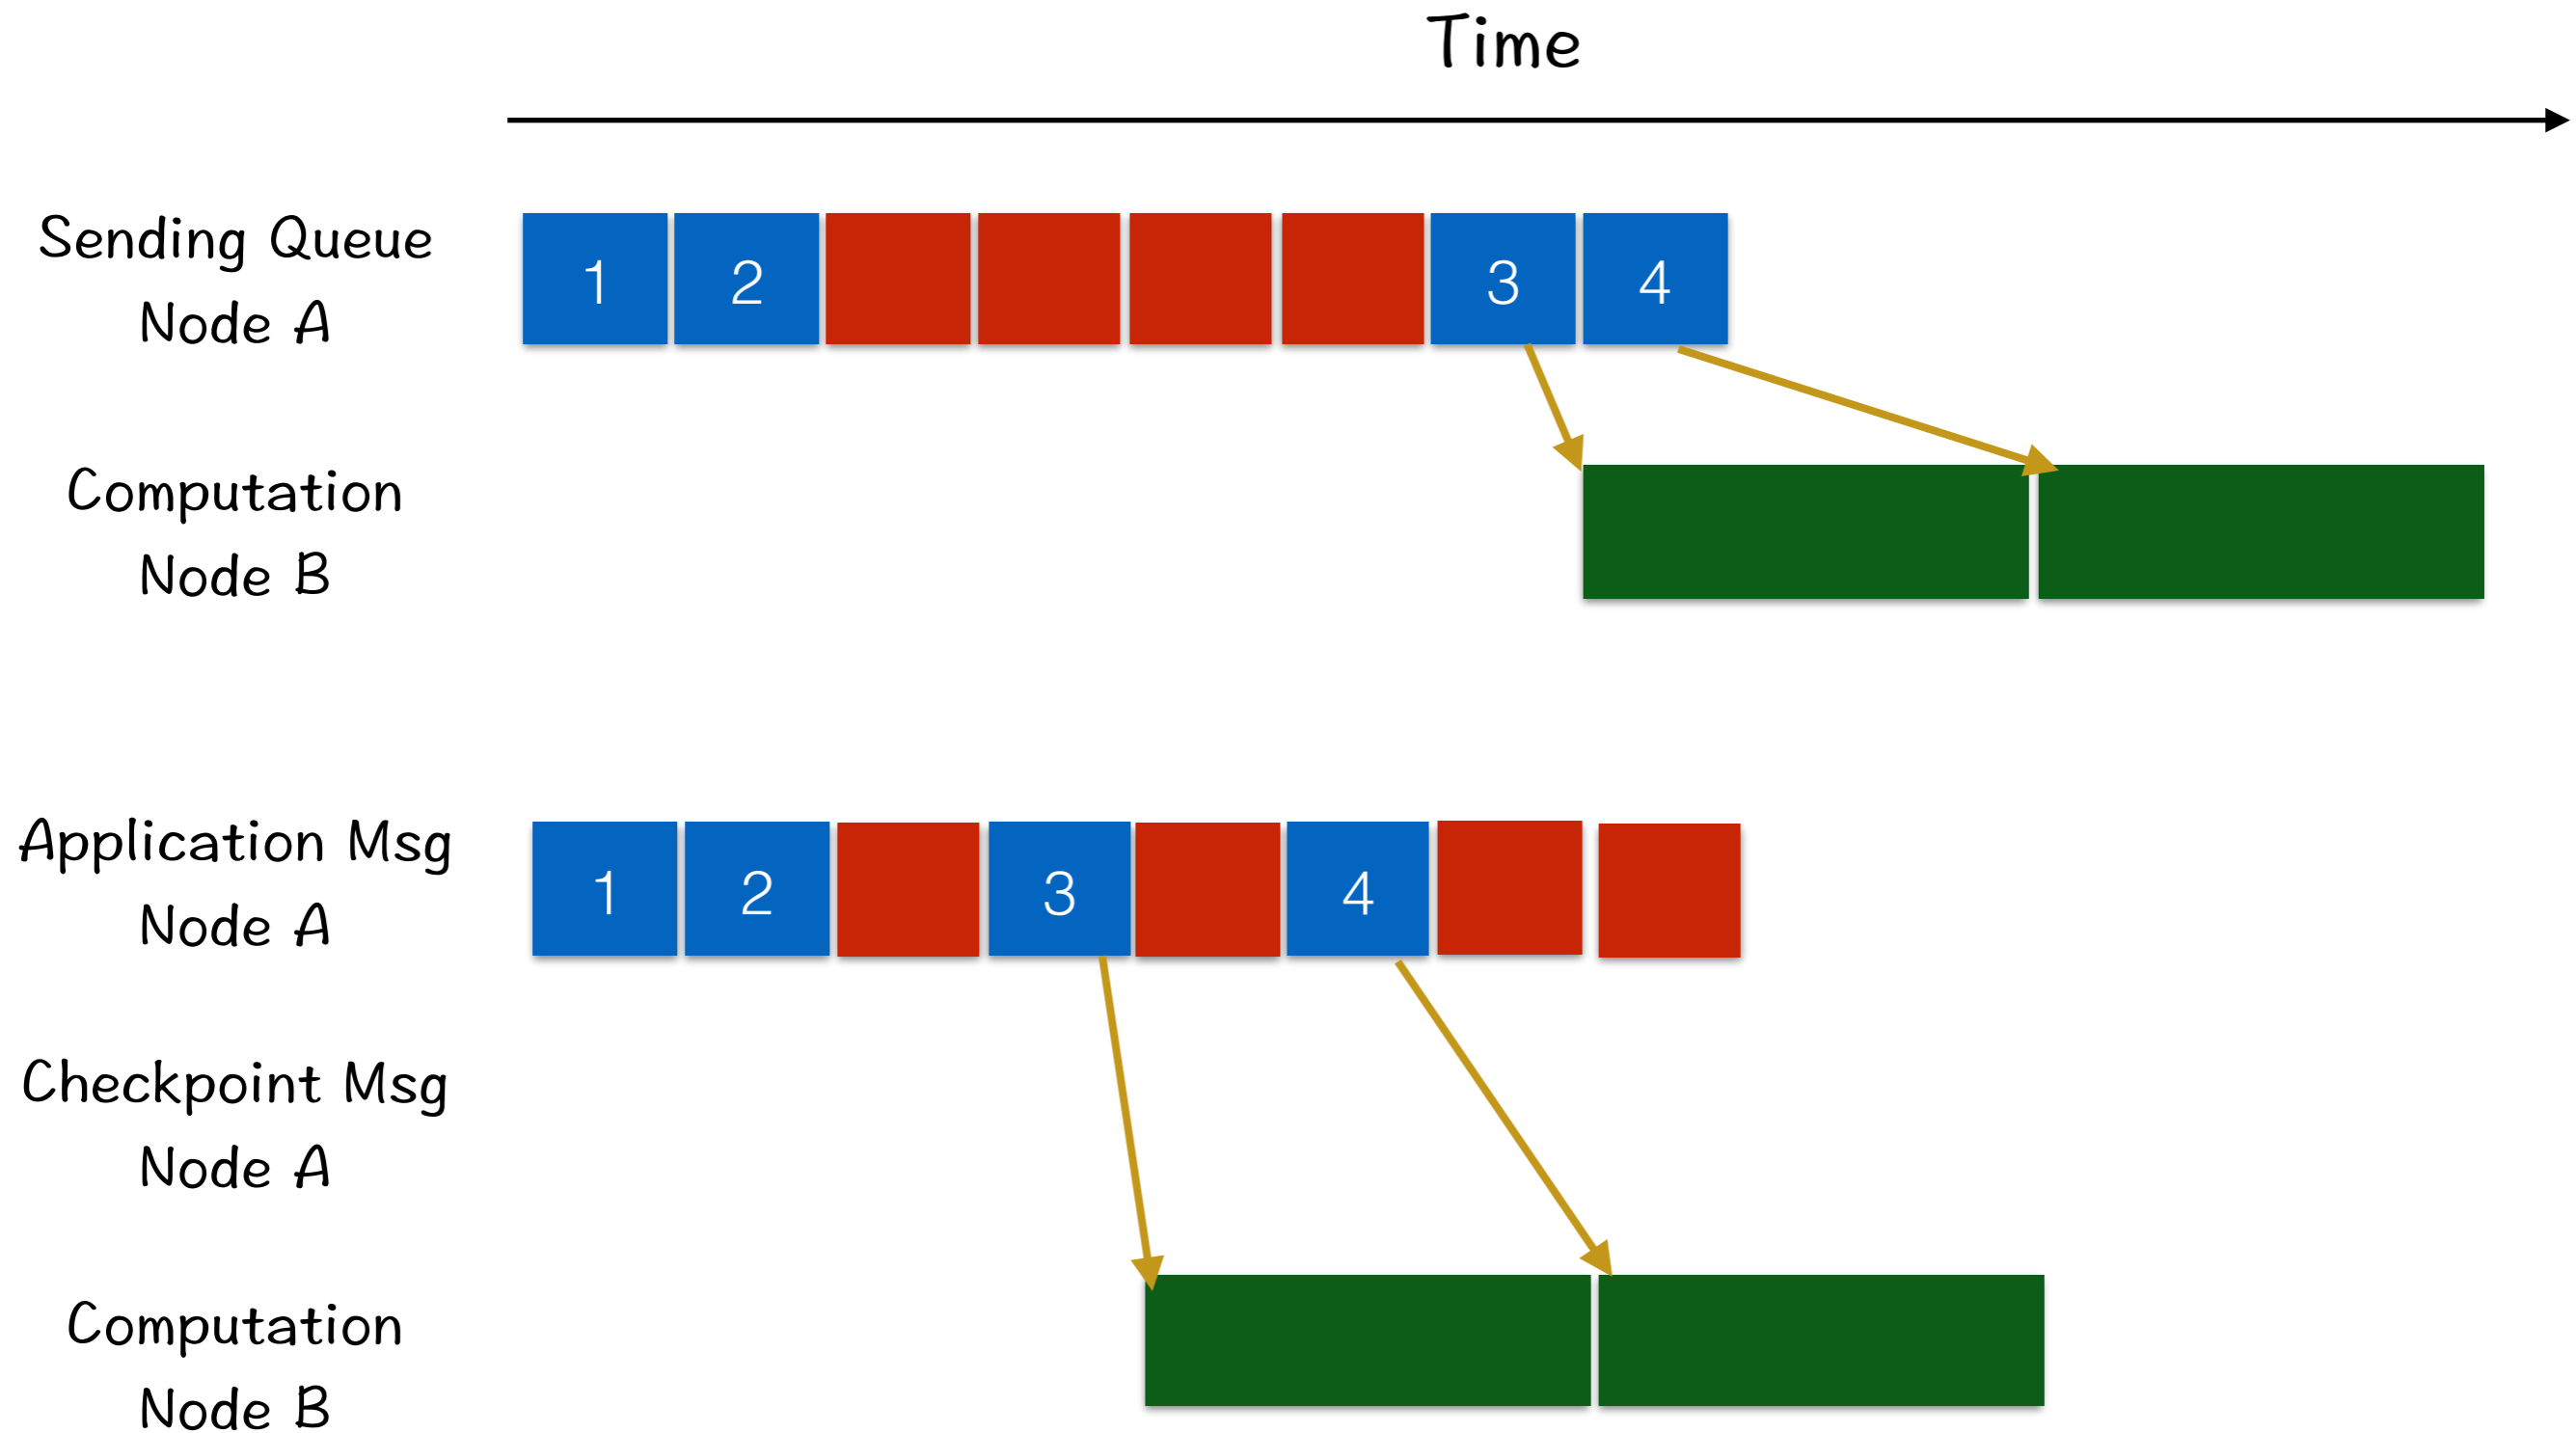 Time
Sending Queue
Node A
1 2 3 4
Computation
Node B
Application Msg
Node A
1 2 3 4
Checkpoint Msg
Node A
Computation
Node B